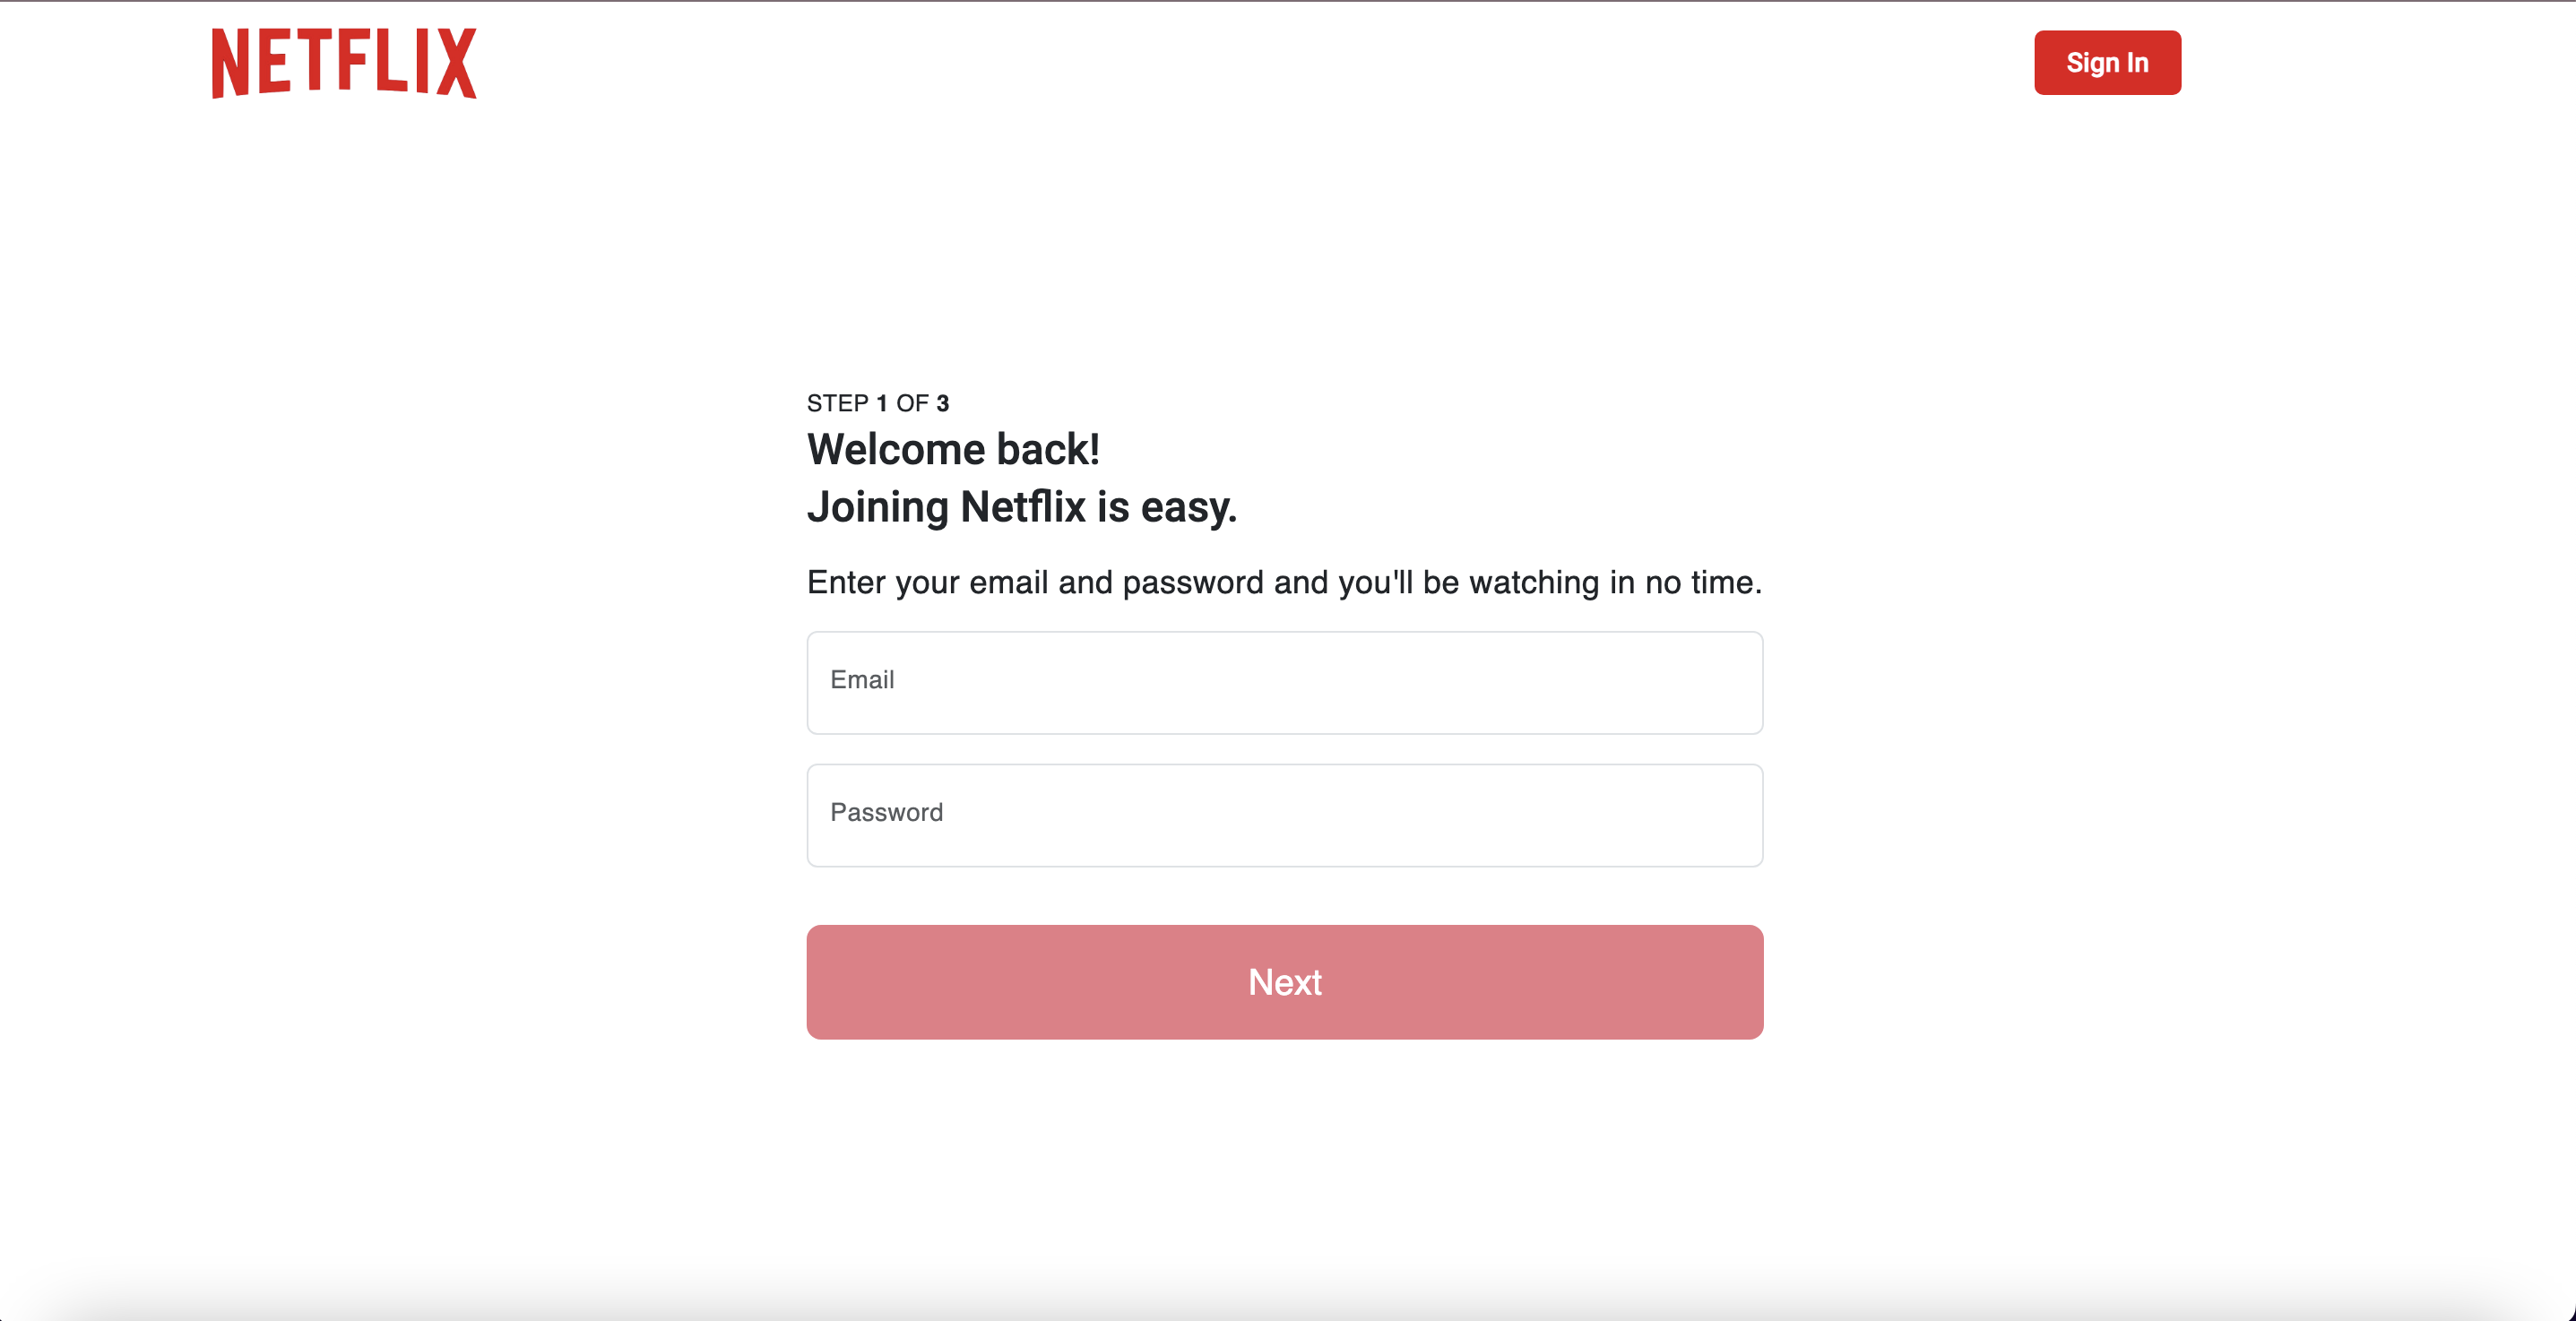 NETFLIX
Sign In
STEP 1 OF 3
Welcome back!
Joining Netflix is easy.
Enter your email and password and you'll be watching in no time.
Email
Password
Next